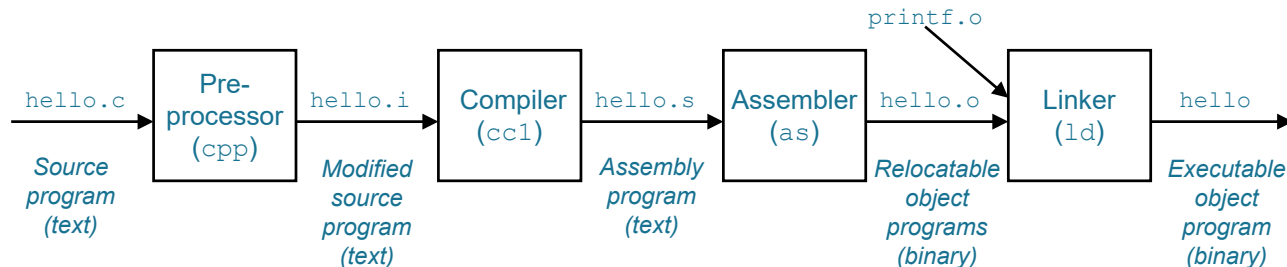 printf.o
hello.c
Pre-
processor
(cpp)
hello.i
Compiler
(cc1)
hello.s
Assembler
(as)
hello.o
Linker
(ld)
hello
Source
program
(text)
Modified
source
program
(text)
Assembly
program
(text)
Relocatable
object
programs
(binary)
Executable
object
program
(binary)